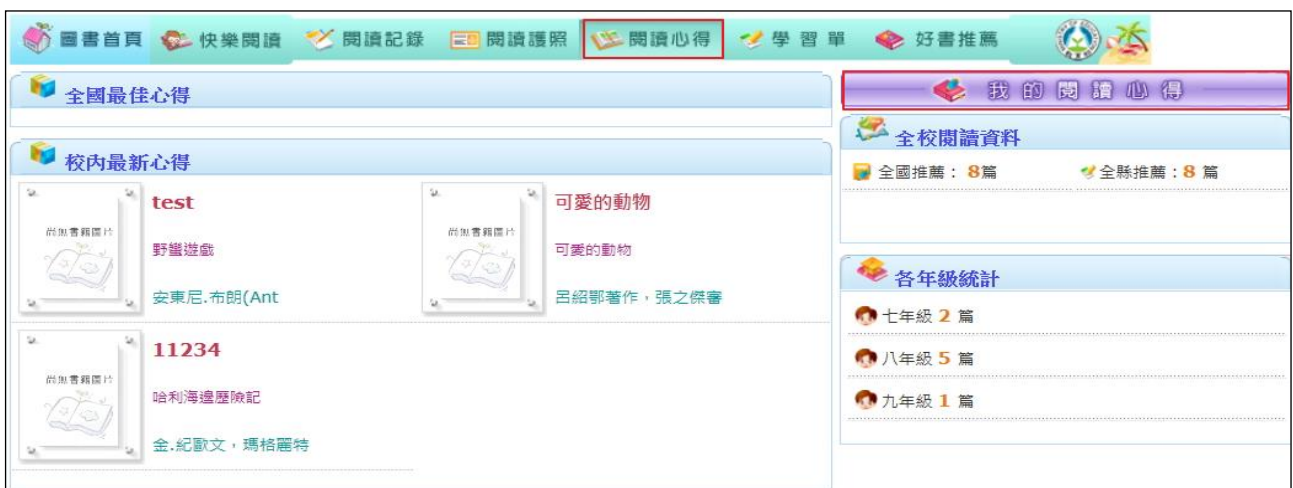 圖書首頁 快樂閱讀 閱讀記錄 閱讀護照 閱讀心得 學習單 好書推薦
全國最佳心得
校內最新心得
尚無書籍圖片
test
野蠻遊戲
安東尼.布朗(Ant
尚無書籍圖片
可愛的動物
可愛的動物
呂紹鄂著作，張之傑審
尚無書籍圖片
11234
哈利海邊歷險記
金.紀歐文，瑪格麗特
我的閱讀心得
全校閱讀資料
全國推薦： 8篇 全縣推薦：8 篇
各年級統計
七年級 2 篇
八年級 5 篇
九年級 1 篇